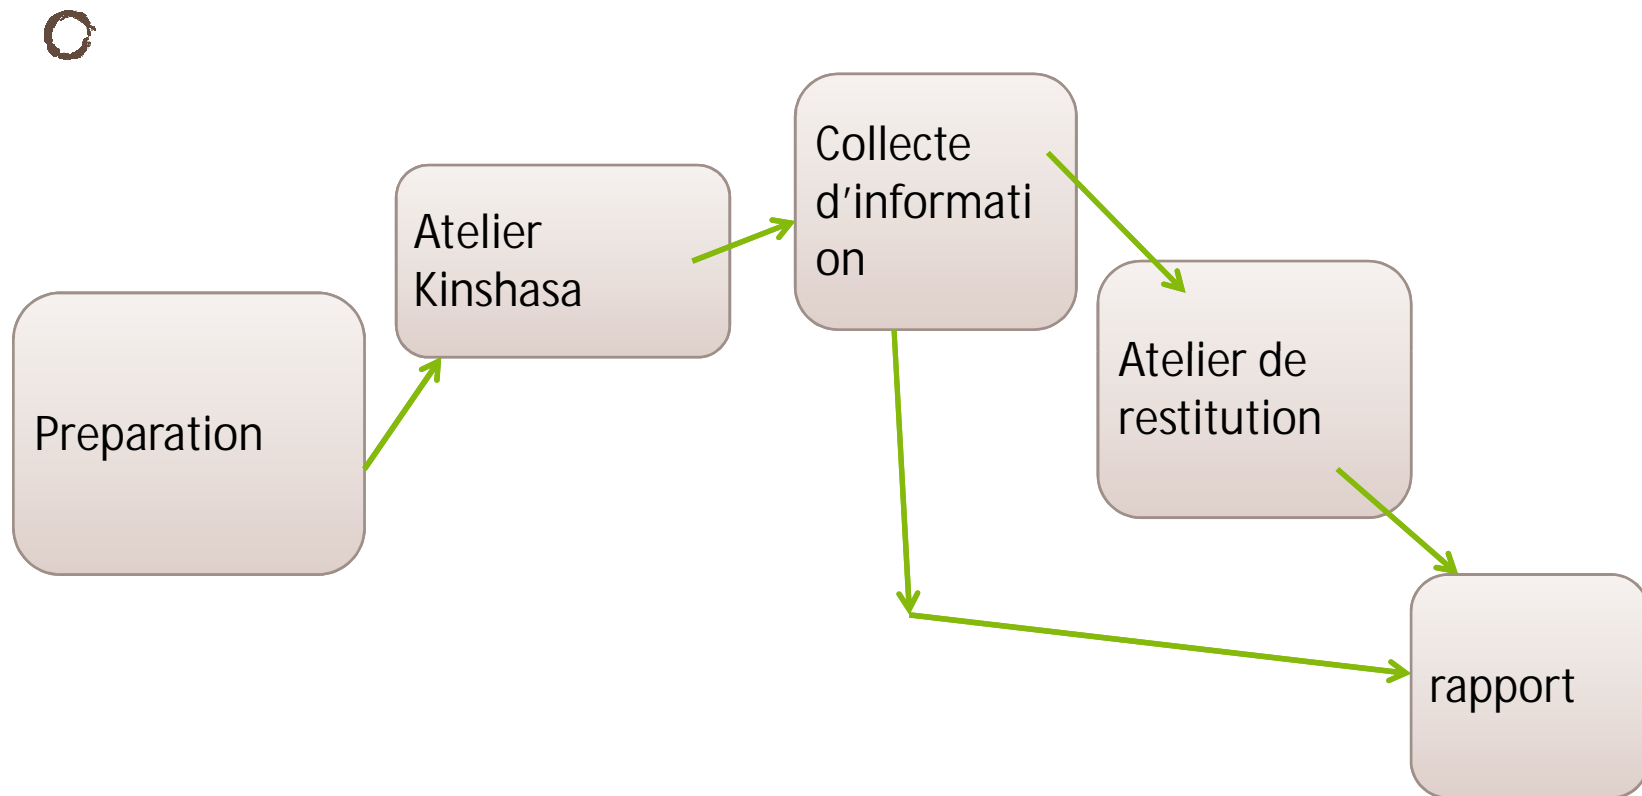 Preparation
Atelier
Kinshasa
Collecte
d’informati
on
Atelier de
restitution
rapport